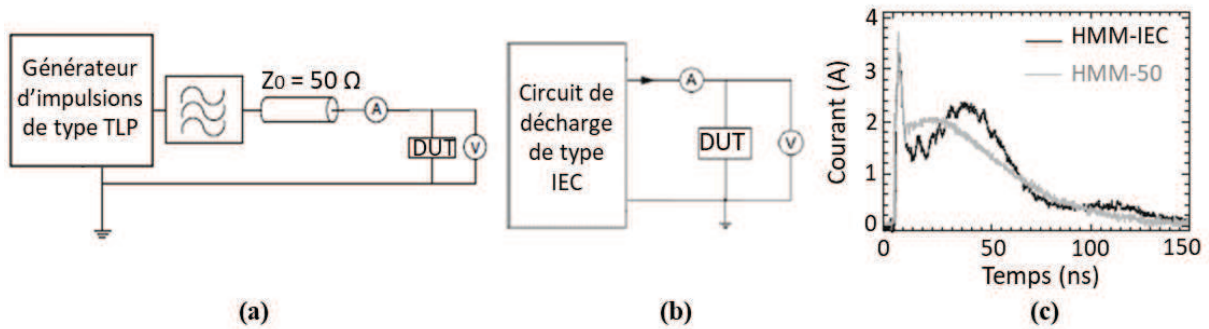 Générateur
d'impulsions
de type TLP
Z0 = 50 Ω
A
DUT
V
(a)
Circuit de
décharge
de type
IEC
A
DUT
V
(b)
4
3
2
1
0
Courant (A)
HMM-IEC
HMM-50
0 50 100 150
Temps (ns)
(c)